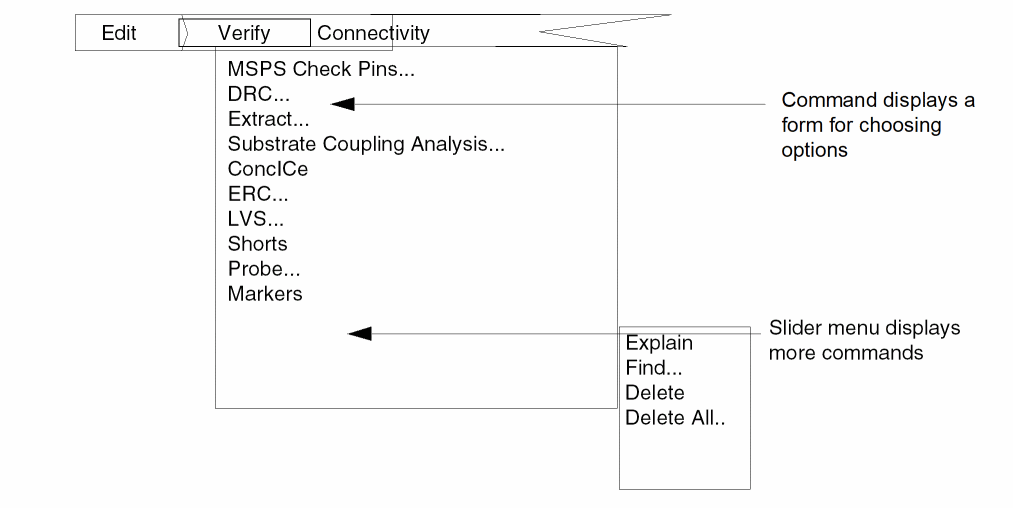 Edit Verify Connectivity
MSPS Check Pins...
DRC...
Extract...
Substrate Coupling Analysis...
ConcICe
ERC...
LVS...
Shorts
Probe...
Markers
Command displays a
form for choosing
options
Slider menu displays
more commands
Explain
Find...
Delete
Delete All..